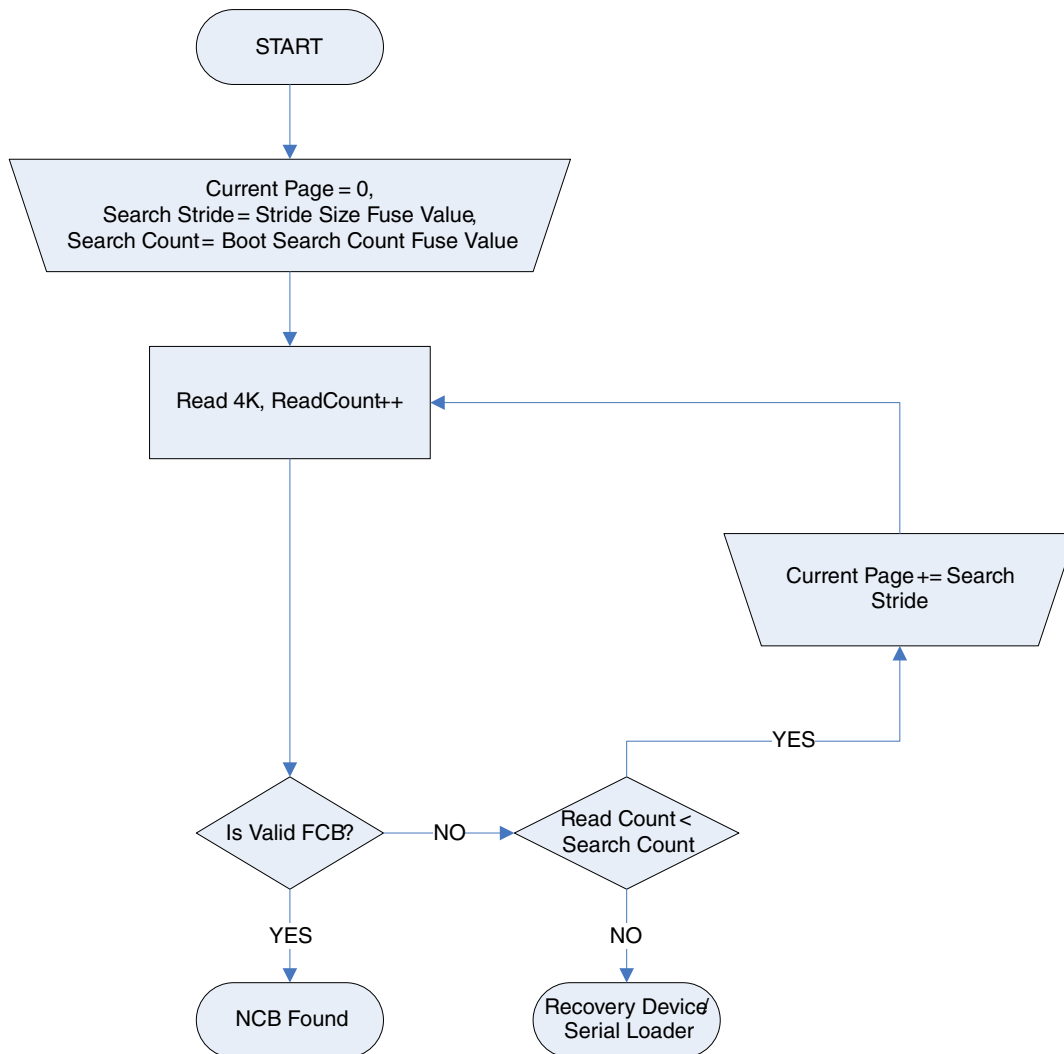 START
Current Page = 0,
Search Stride= Stride Size Fuse Value,
Search Count= Boot Search Count Fuse Value
Read 4K, ReadCount++
Current Page += Search
Stride
YES
Is Valid FCB?
NO
Read Count <
Search Count
YES
NO
NCB Found
Recovery Device/
Serial Loader